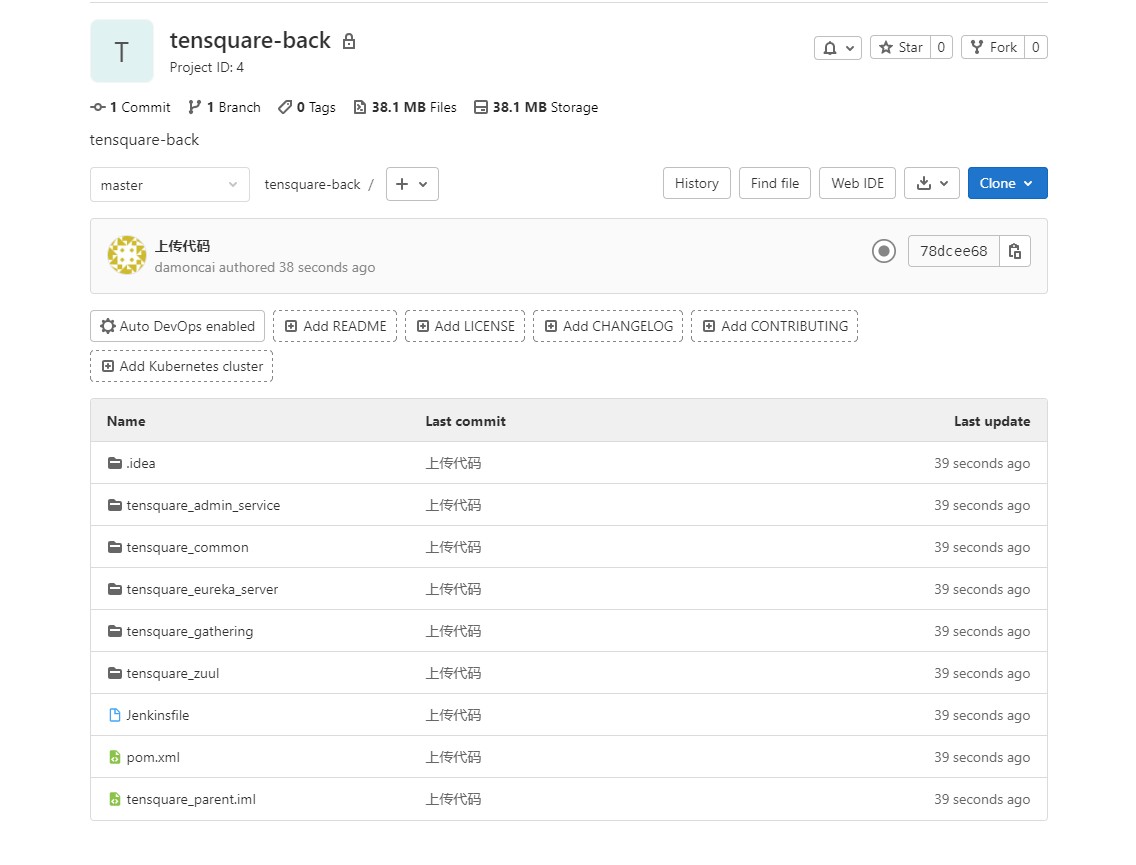 T
tensquare-back
Project ID: 4
Star 0
Fork 0
1 Commit 1 Branch 0 Tags 38.1 MB Files 38.1 MB Storage
tensquare-back
master
tensquare-back /
History
Find file
Web IDE
Clone
上传代码
damoncai authored 38 seconds ago
78dcee68
Auto DevOps enabled
Add README
Add LICENSE
Add CHANGELOG
Add CONTRIBUTING
Add Kubernetes cluster
Name Last commit Last update
.idea 上传代码 39 seconds ago
tensquare_admin_service 上传代码 39 seconds ago
tensquare_common 上传代码 39 seconds ago
tensquare_eureka_server 上传代码 39 seconds ago
tensquare_gathering 上传代码 39 seconds ago
tensquare_zuul 上传代码 39 seconds ago
Jenkinsfile 上传代码 39 seconds ago
pom.xml 上传代码 39 seconds ago
tensquare_parent.iml 上传代码 39 seconds ago